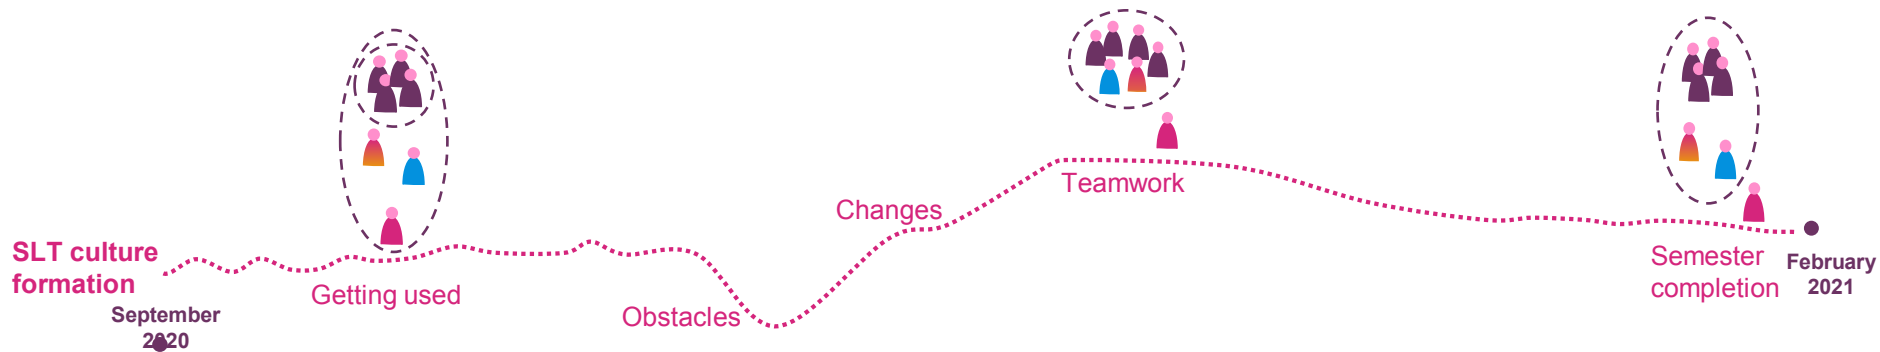 SLT culture
formation
September
2020
Getting used
Obstacles
Changes
Teamwork
Semester
completion
February
2021